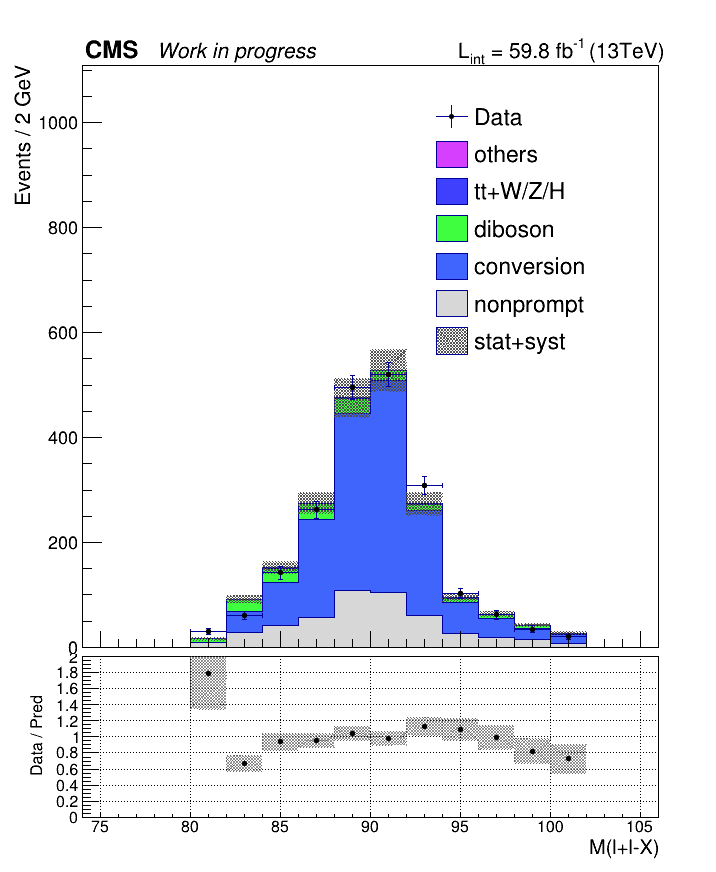 CMS Work in progress L_int = 59.8 fb⁻¹ (13TeV)
Events / 2 GeV
1000
800
600
400
200
0
Data
others
tt+W/Z/H
diboson
conversion
nonprompt
stat+syst
Data / Pred
2
1.8
1.6
1.4
1.2
1
0.8
0.6
0.4
0.2
0
75 80 85 90 95 100 105
M(l+l-X)